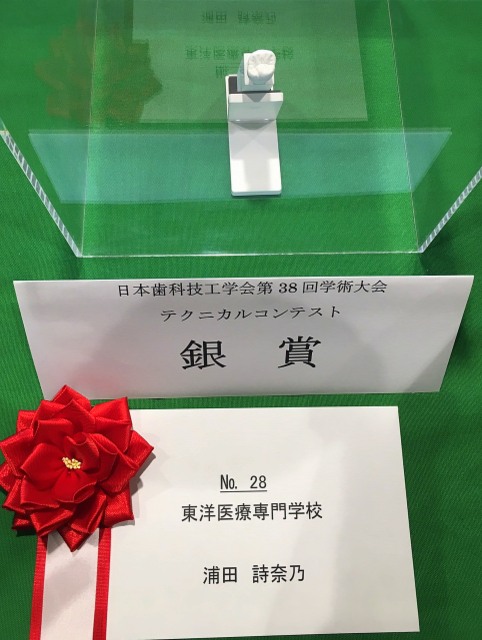 日本歯科技工学会第38回学術大会
テクニカルコンテスト
銀 賞
No. 28
東洋医療専門学校
浦田 詩奈乃